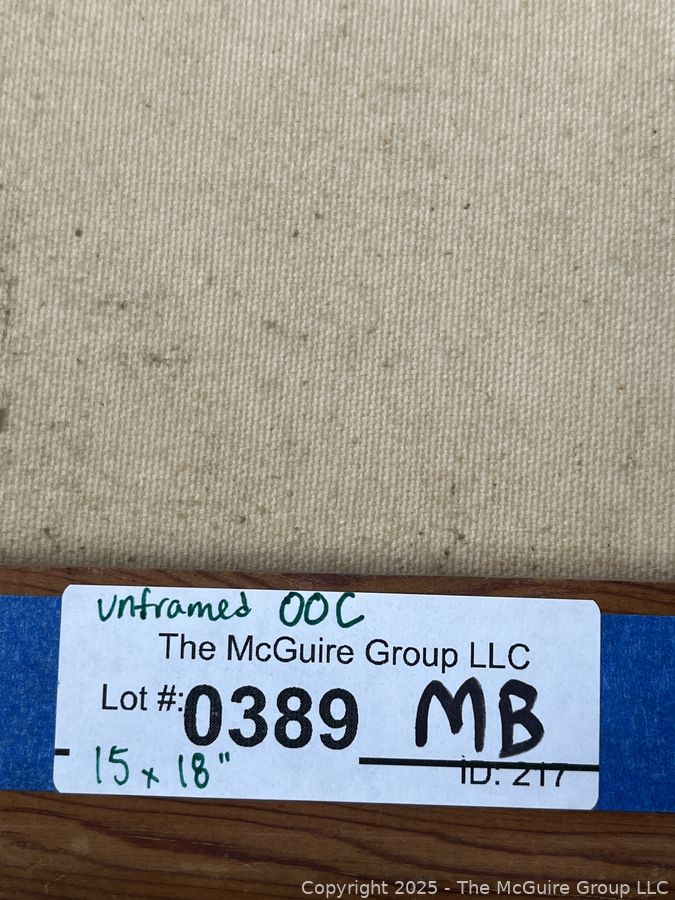 unframed OOC
The McGuire Group LLC
Lot #: 0389 MB
15 x 18"
ID: 217
Copyright 2025 - The McGuire Group LLC